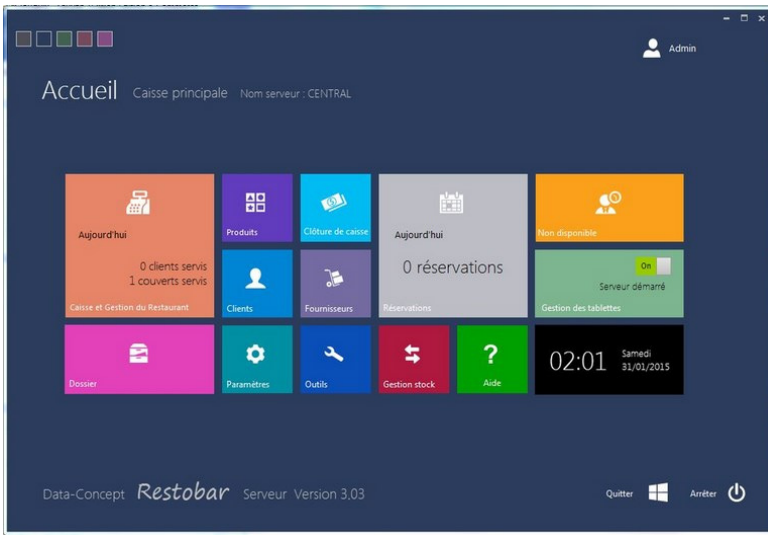 Admin
Accueil Caisse principale Nom serveur : CENTRAL
Aujourd'hui
0 clients servis
1 couverts servis
Caisse et Gestion du Restaurant
Produits
Clôture de caisse
Aujourd'hui
0 réservations
Réservations
Non disponible
Clients
Fournisseurs
On
Serveur démarré
Gestion des tablettes
Dossier
Paramètres
Outils
Gestion stock
?
Aide
02:01
Samedi
31/01/2015
Data-Concept Restobar Serveur Version 3,03
Quitter
Arrêter